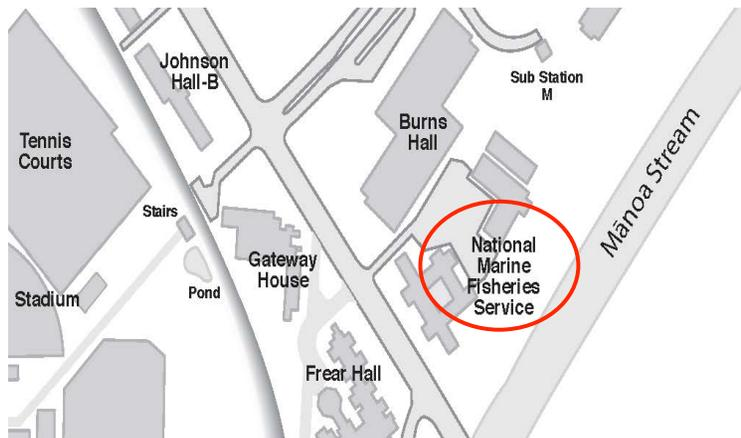 Johnson
Hall-B
Sub Station
M
Tennis
Courts
Burns
Hall
Mānoa Stream
Stairs
Gateway
House
Pond
National
Marine
Fisheries
Service
Stadium
Frear Hall